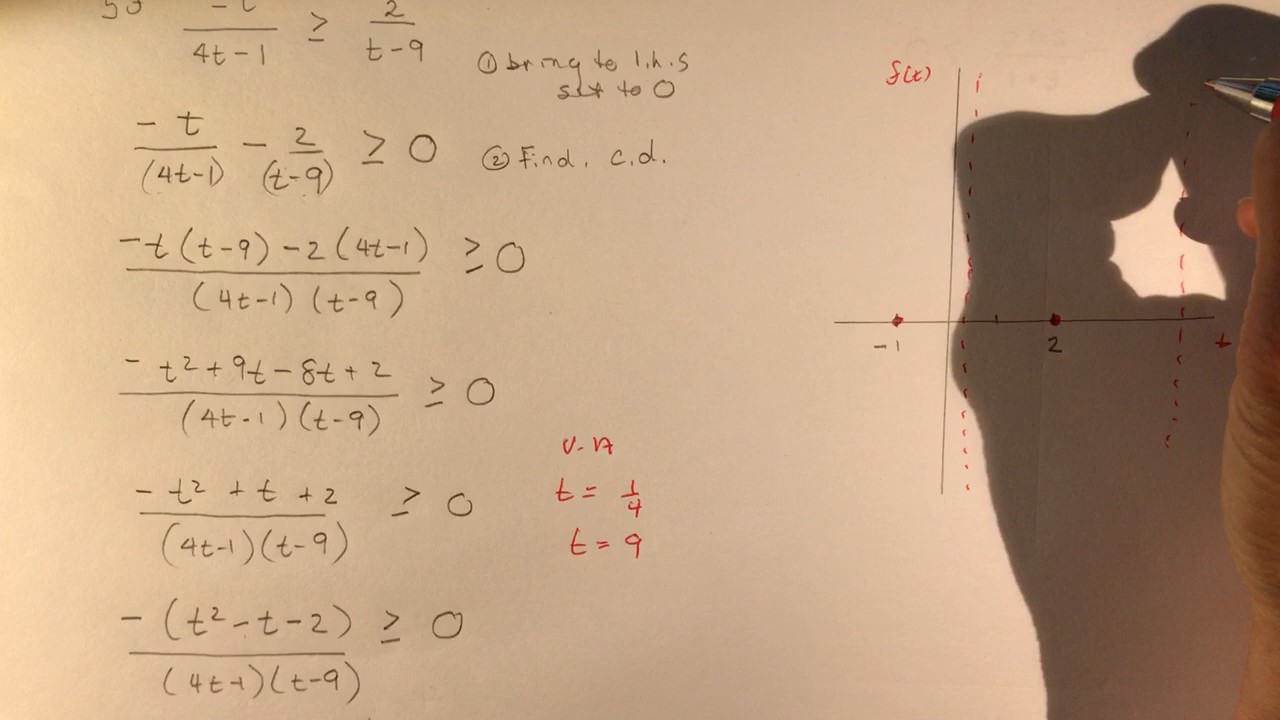 -t/(4t-1) ≥ 2/(t-9)
① bring to l.h.s
set to 0
-t/(4t-1) - 2/(t-9) ≥ 0
② Find. c.d.
(-t(t-9) -2(4t-1))/((4t-1)(t-9)) ≥ 0
(-t²+9t-8t+2)/((4t-1)(t-9)) ≥ 0
(-t²+t+2)/((4t-1)(t-9)) ≥ 0
-(t²-t-2)/((4t-1)(t-9)) ≥ 0
V.A
t = 1/4
t = 9
f(t)
-1 2 t